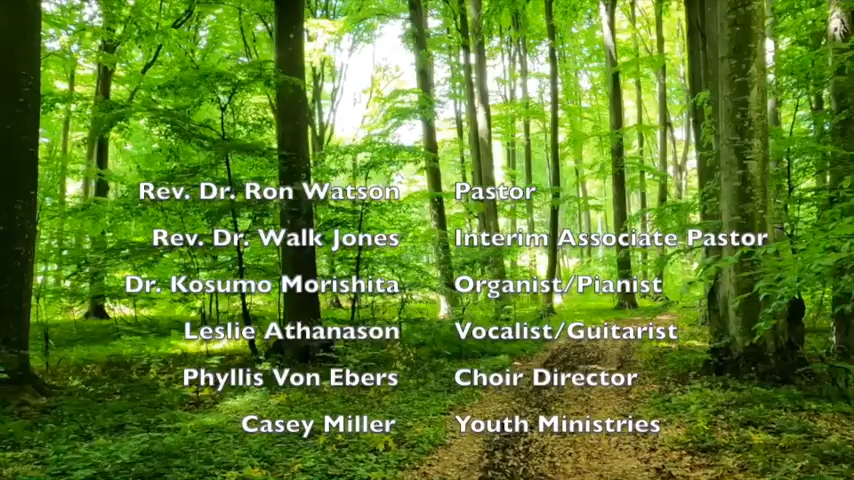 Rev. Dr. Ron Watson Pastor
Rev. Dr. Walk Jones Interim Associate Pastor
Dr. Kosumo Morishita Organist/Pianist
Leslie Athanason Vocalist/Guitarist
Phyllis Von Ebers Choir Director
Casey Miller Youth Ministries